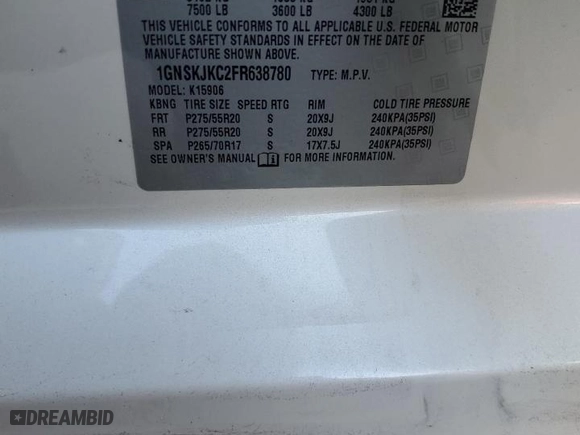 7500 LB 3600 LB 4300 LB
THIS VEHICLE CONFORMS TO ALL APPLICABLE U.S. FEDERAL MOTOR
VEHICLE SAFETY STANDARDS IN EFFECT ON THE DATE OF
MANUFACTURE SHOWN ABOVE.
1GNSKJKC2FR638780 TYPE: M.P.V.
MODEL: K15906
KBNG TIRE SIZE SPEED RTG RIM COLD TIRE PRESSURE
FRT P275/55R20 S 20X9J 240KPA(35PSI)
RR P275/55R20 S 20X9J 240KPA(35PSI)
SPA P265/70R17 S 17X7.5J 240KPA(35PSI)
SEE OWNER'S MANUAL FOR MORE INFORMATION.
DREAMBID